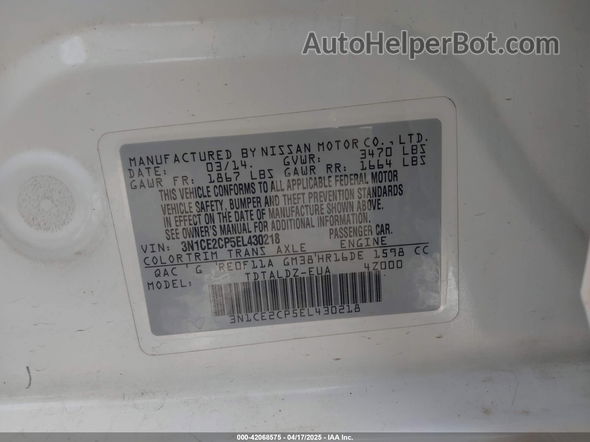 AutoHelperBot.com
MANUFACTURED BY NISSAN MOTOR CO., LTD.
DATE: 03/14. GVWR: 3470 LBS
GAWR FR: 1867 LBS GAWR RR: 1664 LBS
THIS VEHICLE CONFORMS TO ALL APPLICABLE FEDERAL MOTOR
VEHICLE SAFETY, BUMPER AND THEFT PREVENTION STANDARDS
IN EFFECT ON THE DATE OF MANUFACTURE SHOWN ABOVE.
SEE OWNER'S MANUAL FOR ADDITIONAL INFORMATION.
VIN: 3N1CE2CP5EL430218 PASSENGER CAR.
COLOR TRIM TRANS AXLE ENGINE
QAC G RE0F11A GM38 HR16DE 1598 CC
TDTALDZ-EUA 4Z000
3N1CE2CP5EL430218
000-42068575 — 04/17/2025 — IAA Inc.